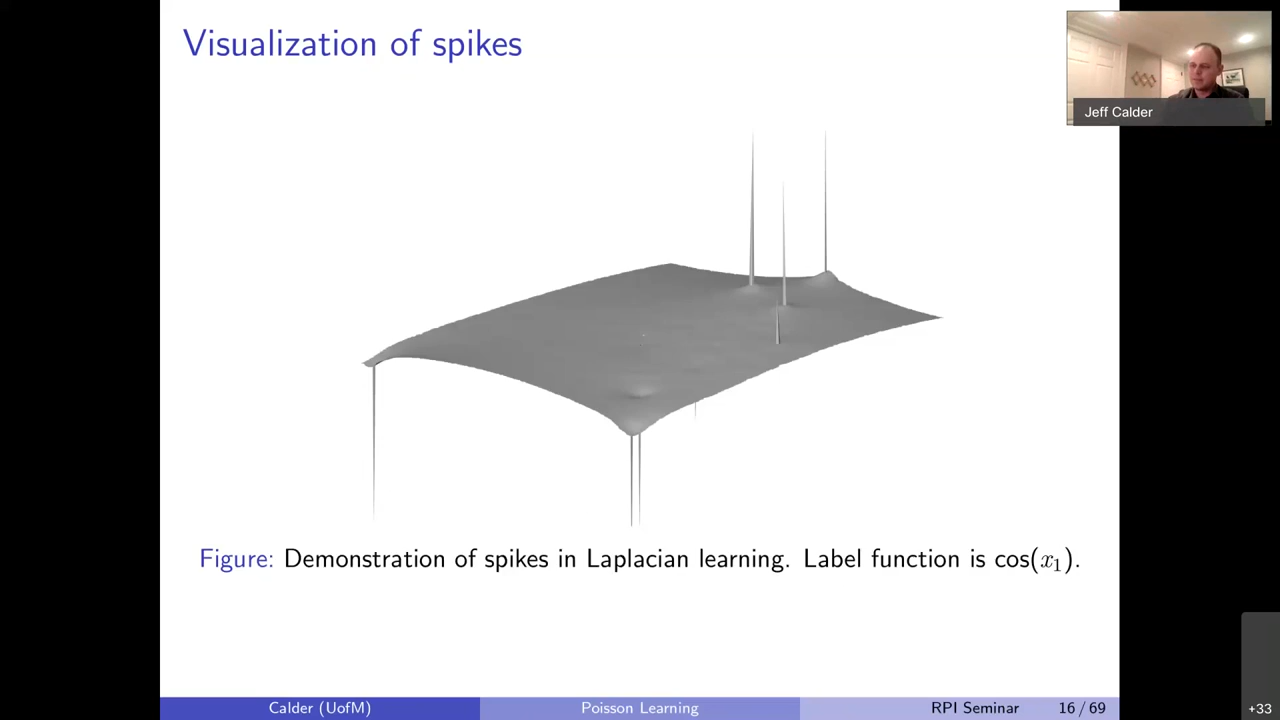 Visualization of spikes
Jeff Calder
Figure: Demonstration of spikes in Laplacian learning. Label function is cos(x₁).
Calder (UofM) Poisson Learning RPI Seminar 16 / 69
+33